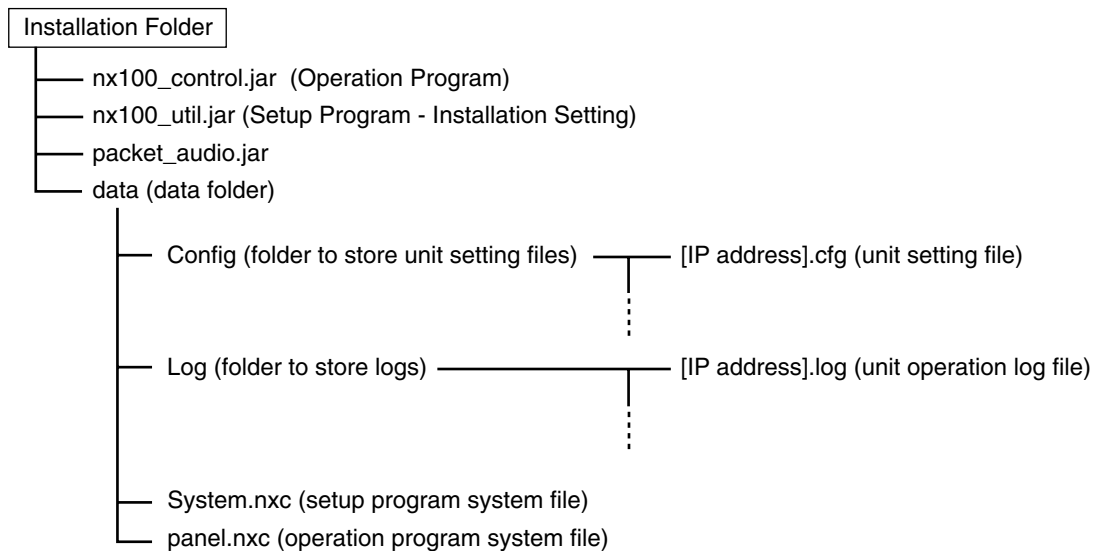 Installation Folder
nx100_control.jar (Operation Program)
nx100_util.jar (Setup Program - Installation Setting)
packet_audio.jar
data (data folder)
Config (folder to store unit setting files)
[IP address].cfg (unit setting file)
Log (folder to store logs)
[IP address].log (unit operation log file)
System.nxc (setup program system file)
panel.nxc (operation program system file)